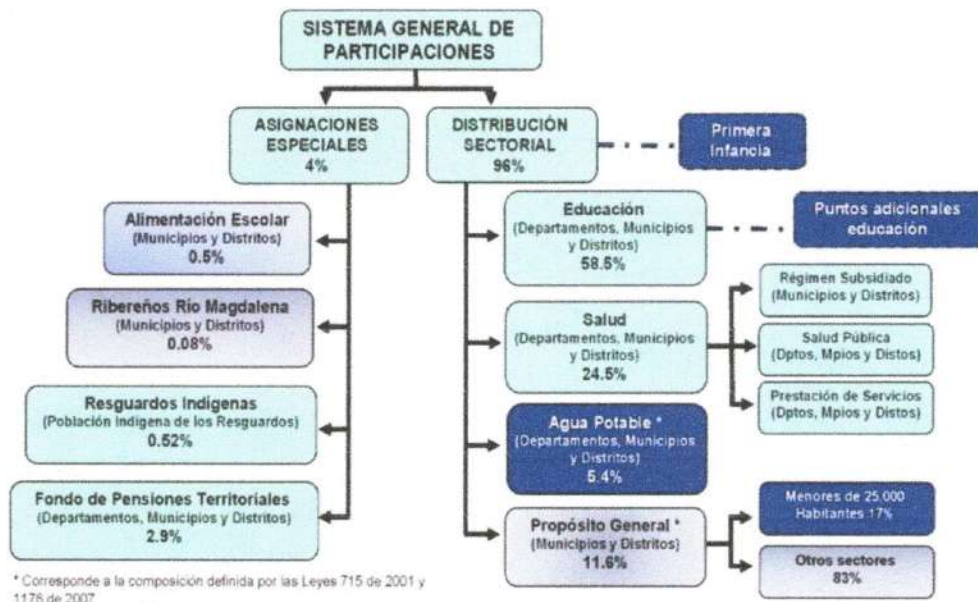 SISTEMA GENERAL DE
PARTICIPACIONES
ASIGNACIONES
ESPECIALES
4%
DISTRIBUCIÓN
SECTORIAL
96%
Primera
Infancia
Alimentación Escolar
(Municipios y Distritos)
0.5%
Ribereños Río Magdalena
(Municipios y Distritos)
0.08%
Resguardos Indígenas
(Población Indígena de los Resguardos)
0.52%
Fondo de Pensiones Territoriales
(Departamentos, Municipios y Distritos)
2.9%
Educación
(Departamentos, Municipios
y Distritos)
58.5%
Puntos adicionales
educación
Salud
(Departamentos, Municipios
y Distritos)
24.5%
Régimen Subsidiado
(Municipios y Distritos)
Salud Pública
(Dptos, Mpios y Distos)
Prestación de Servicios
(Dptos, Mpios y Distos)
Agua Potable *
(Departamentos, Municipios
y Distritos)
5.4%
Propósito General *
(Municipios y Distritos)
11.6%
Menores de 25.000
Habitantes 17%
Otros sectores
83%
* Corresponde a la composición definida por las Leyes 715 de 2001 y
1176 de 2007